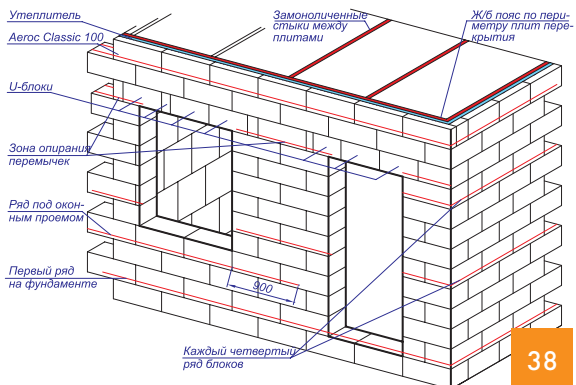 Утеплитель
Aeroc Classic 100
U-блоки
Зона опирания
перемычек
Ряд под окон-
ным проемом
Первый ряд
на фундаменте
Замоноличенные
стыки между
плитами
Ж/б пояс по пери-
метру плит пере-
крытия
900
Каждый четвертый
ряд блоков
38